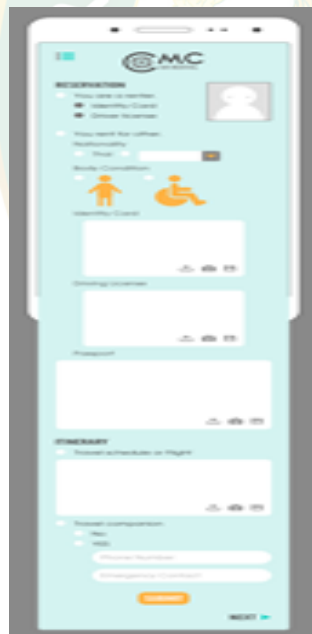 CMC
RESERVATION
You are a renter.
Identity Card
Driver license
You rent for other.
Nationality
Thai
Body Condition
Identity Card
Driving License
Passport
ITINERARY
Travel schedule or Flight
Travel companion
No
Yes
Phone Number
Emergency Contact
SUBMIT
NEXT